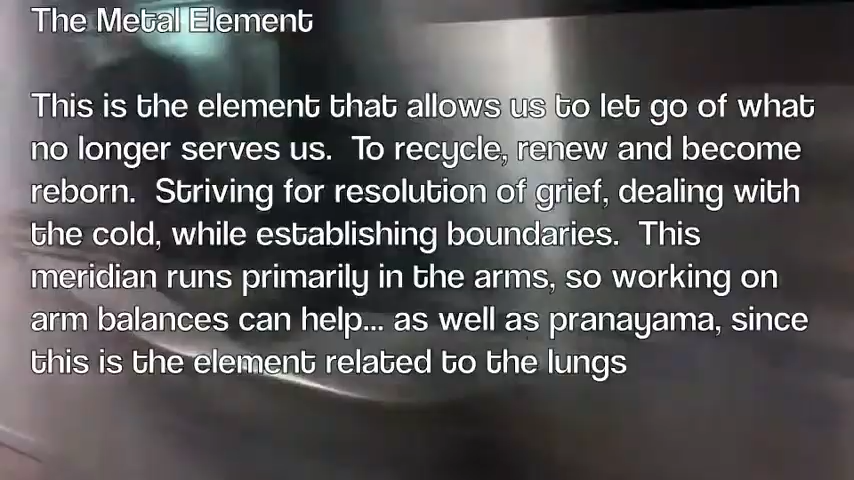 The Metal Element
This is the element that allows us to let go of what
no longer serves us.  To recycle, renew and become
reborn.  Striving for resolution of grief, dealing with
the cold, while establishing boundaries.  This
meridian runs primarily in the arms, so working on
arm balances can help... as well as pranayama, since
this is the element related to the lungs